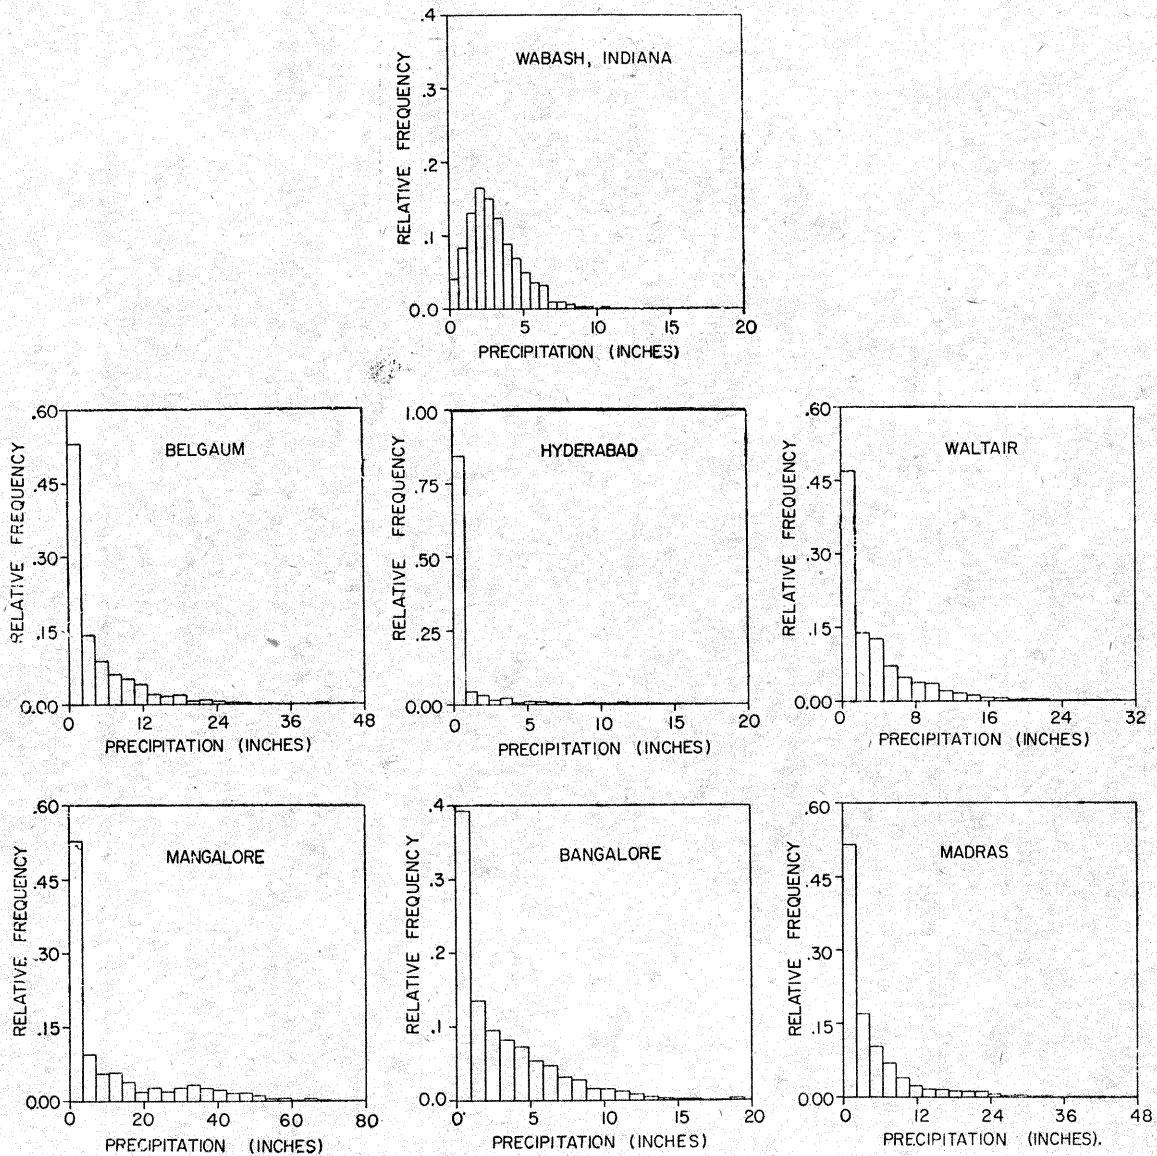 WABASH, INDIANA
RELATIVE FREQUENCY
.4
.3
.2
.1
0.0
0 5 10 15 20
PRECIPITATION (INCHES)
BELGAUM
RELATIVE FREQUENCY
.60
.45
.30
.15
0.00
0 12 24 36 48
PRECIPITATION (INCHES)
HYDERABAD
RELATIVE FREQUENCY
1.00
.75
.50
.25
0.00
0 5 10 15 20
PRECIPITATION (INCHES)
WALTAIR
RELATIVE FREQUENCY
.60
.45
.30
.15
0.00
0 8 16 24 32
PRECIPITATION (INCHES)
MANGALORE
RELATIVE FREQUENCY
.60
.45
.30
.15
0.00
0 20 40 60 80
PRECIPITATION (INCHES)
BANGALORE
RELATIVE FREQUENCY
.4
.3
.2
.1
0.0
0 5 10 15 20
PRECIPITATION (INCHES)
MADRAS
RELATIVE FREQUENCY
.60
.45
.30
.15
0.00
0 12 24 36 48
PRECIPITATION (INCHES).